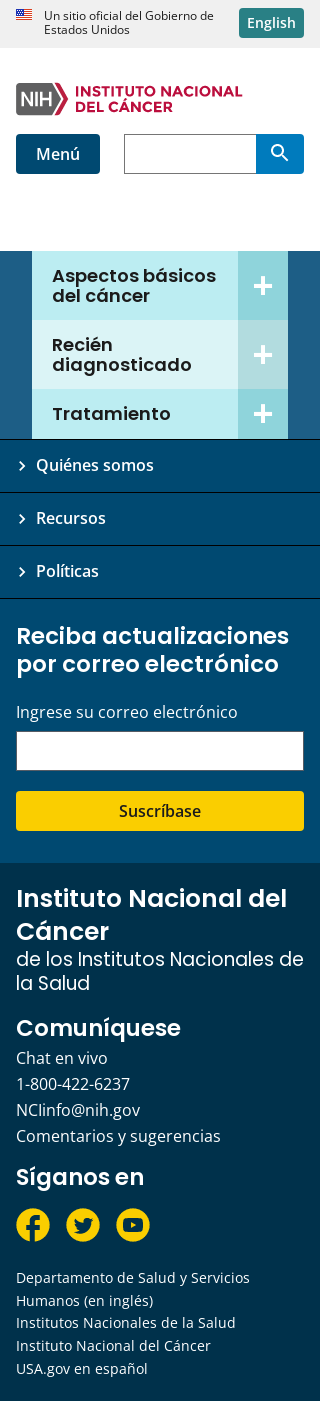 Un sitio oficial del Gobierno de
Estados Unidos
English
NIH
INSTITUTO NACIONAL
DEL CÁNCER
Menú
Aspectos básicos
del cáncer
Recién
diagnosticado
Tratamiento
Quiénes somos
Recursos
Políticas
Reciba actualizaciones
por correo electrónico
Ingrese su correo electrónico
Suscríbase
Instituto Nacional del
Cáncer
de los Institutos Nacionales de
la Salud
Comuníquese
Chat en vivo
1-800-422-6237
NCIinfo@nih.gov
Comentarios y sugerencias
Síganos en
Departamento de Salud y Servicios
Humanos (en inglés)
Institutos Nacionales de la Salud
Instituto Nacional del Cáncer
USA.gov en español